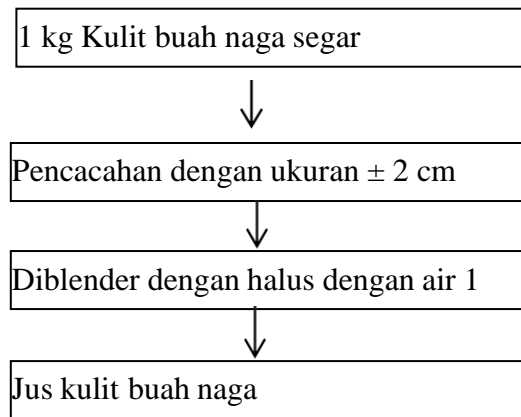 1 kg Kulit buah naga segar
Pencacahan dengan ukuran ± 2 cm
Diblender dengan halus dengan air 1
Jus kulit buah naga